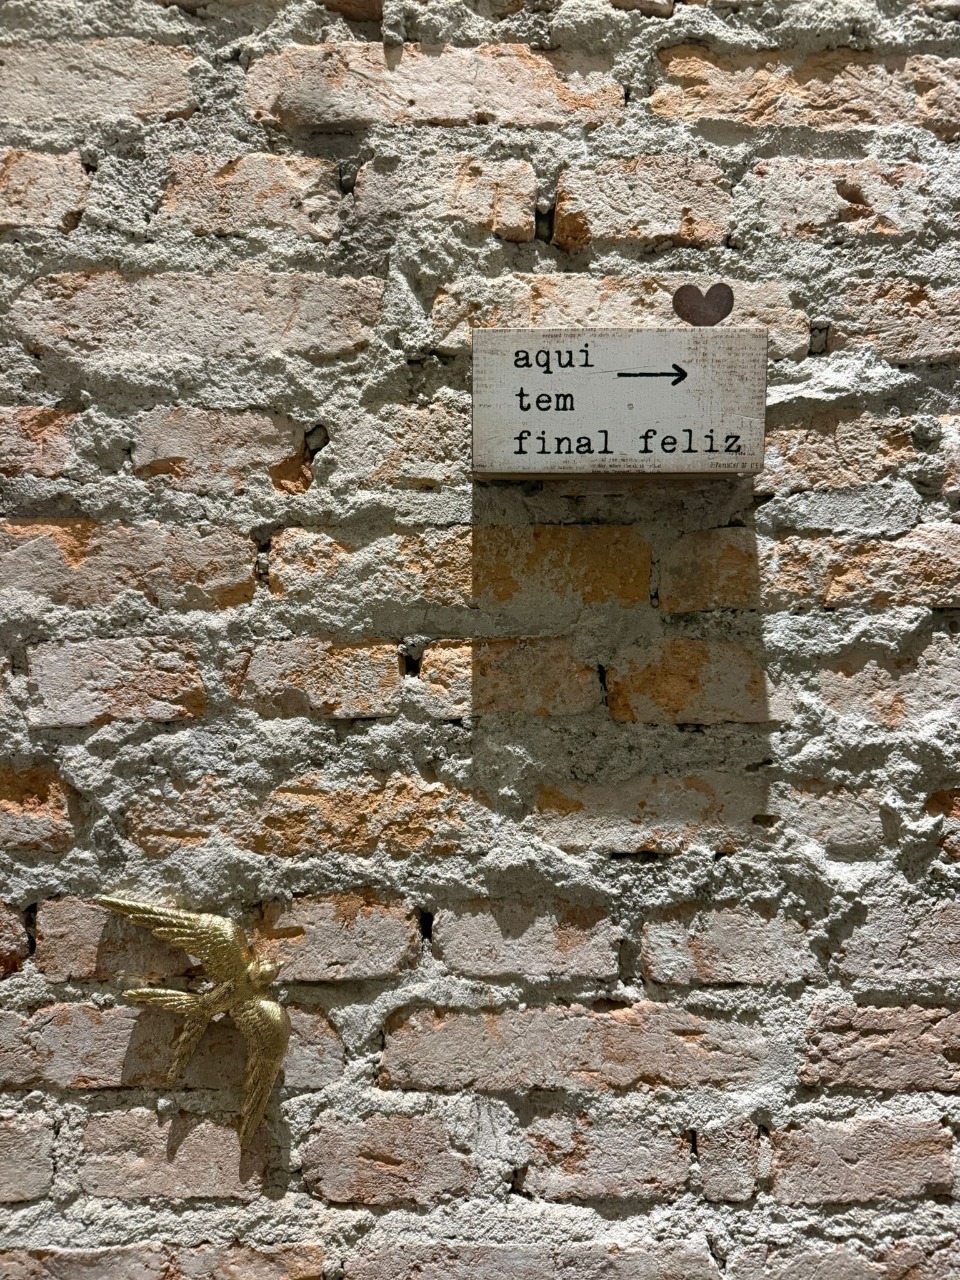 aqui →
tem
final feliz